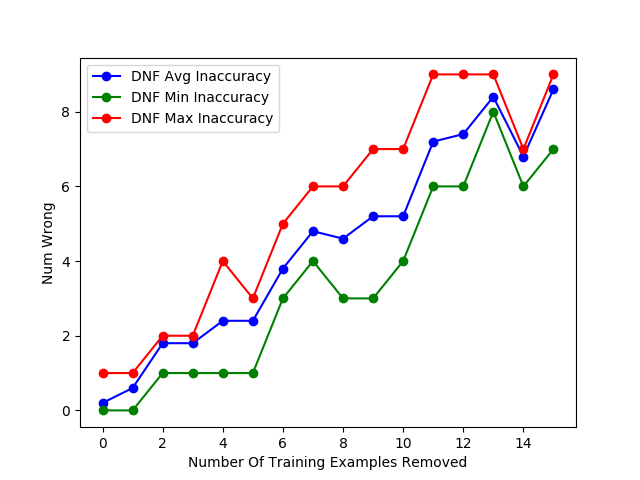 DNF Avg Inaccuracy
DNF Min Inaccuracy
DNF Max Inaccuracy
8
6
4
2
0
Num Wrong
0 2 4 6 8 10 12 14
Number Of Training Examples Removed